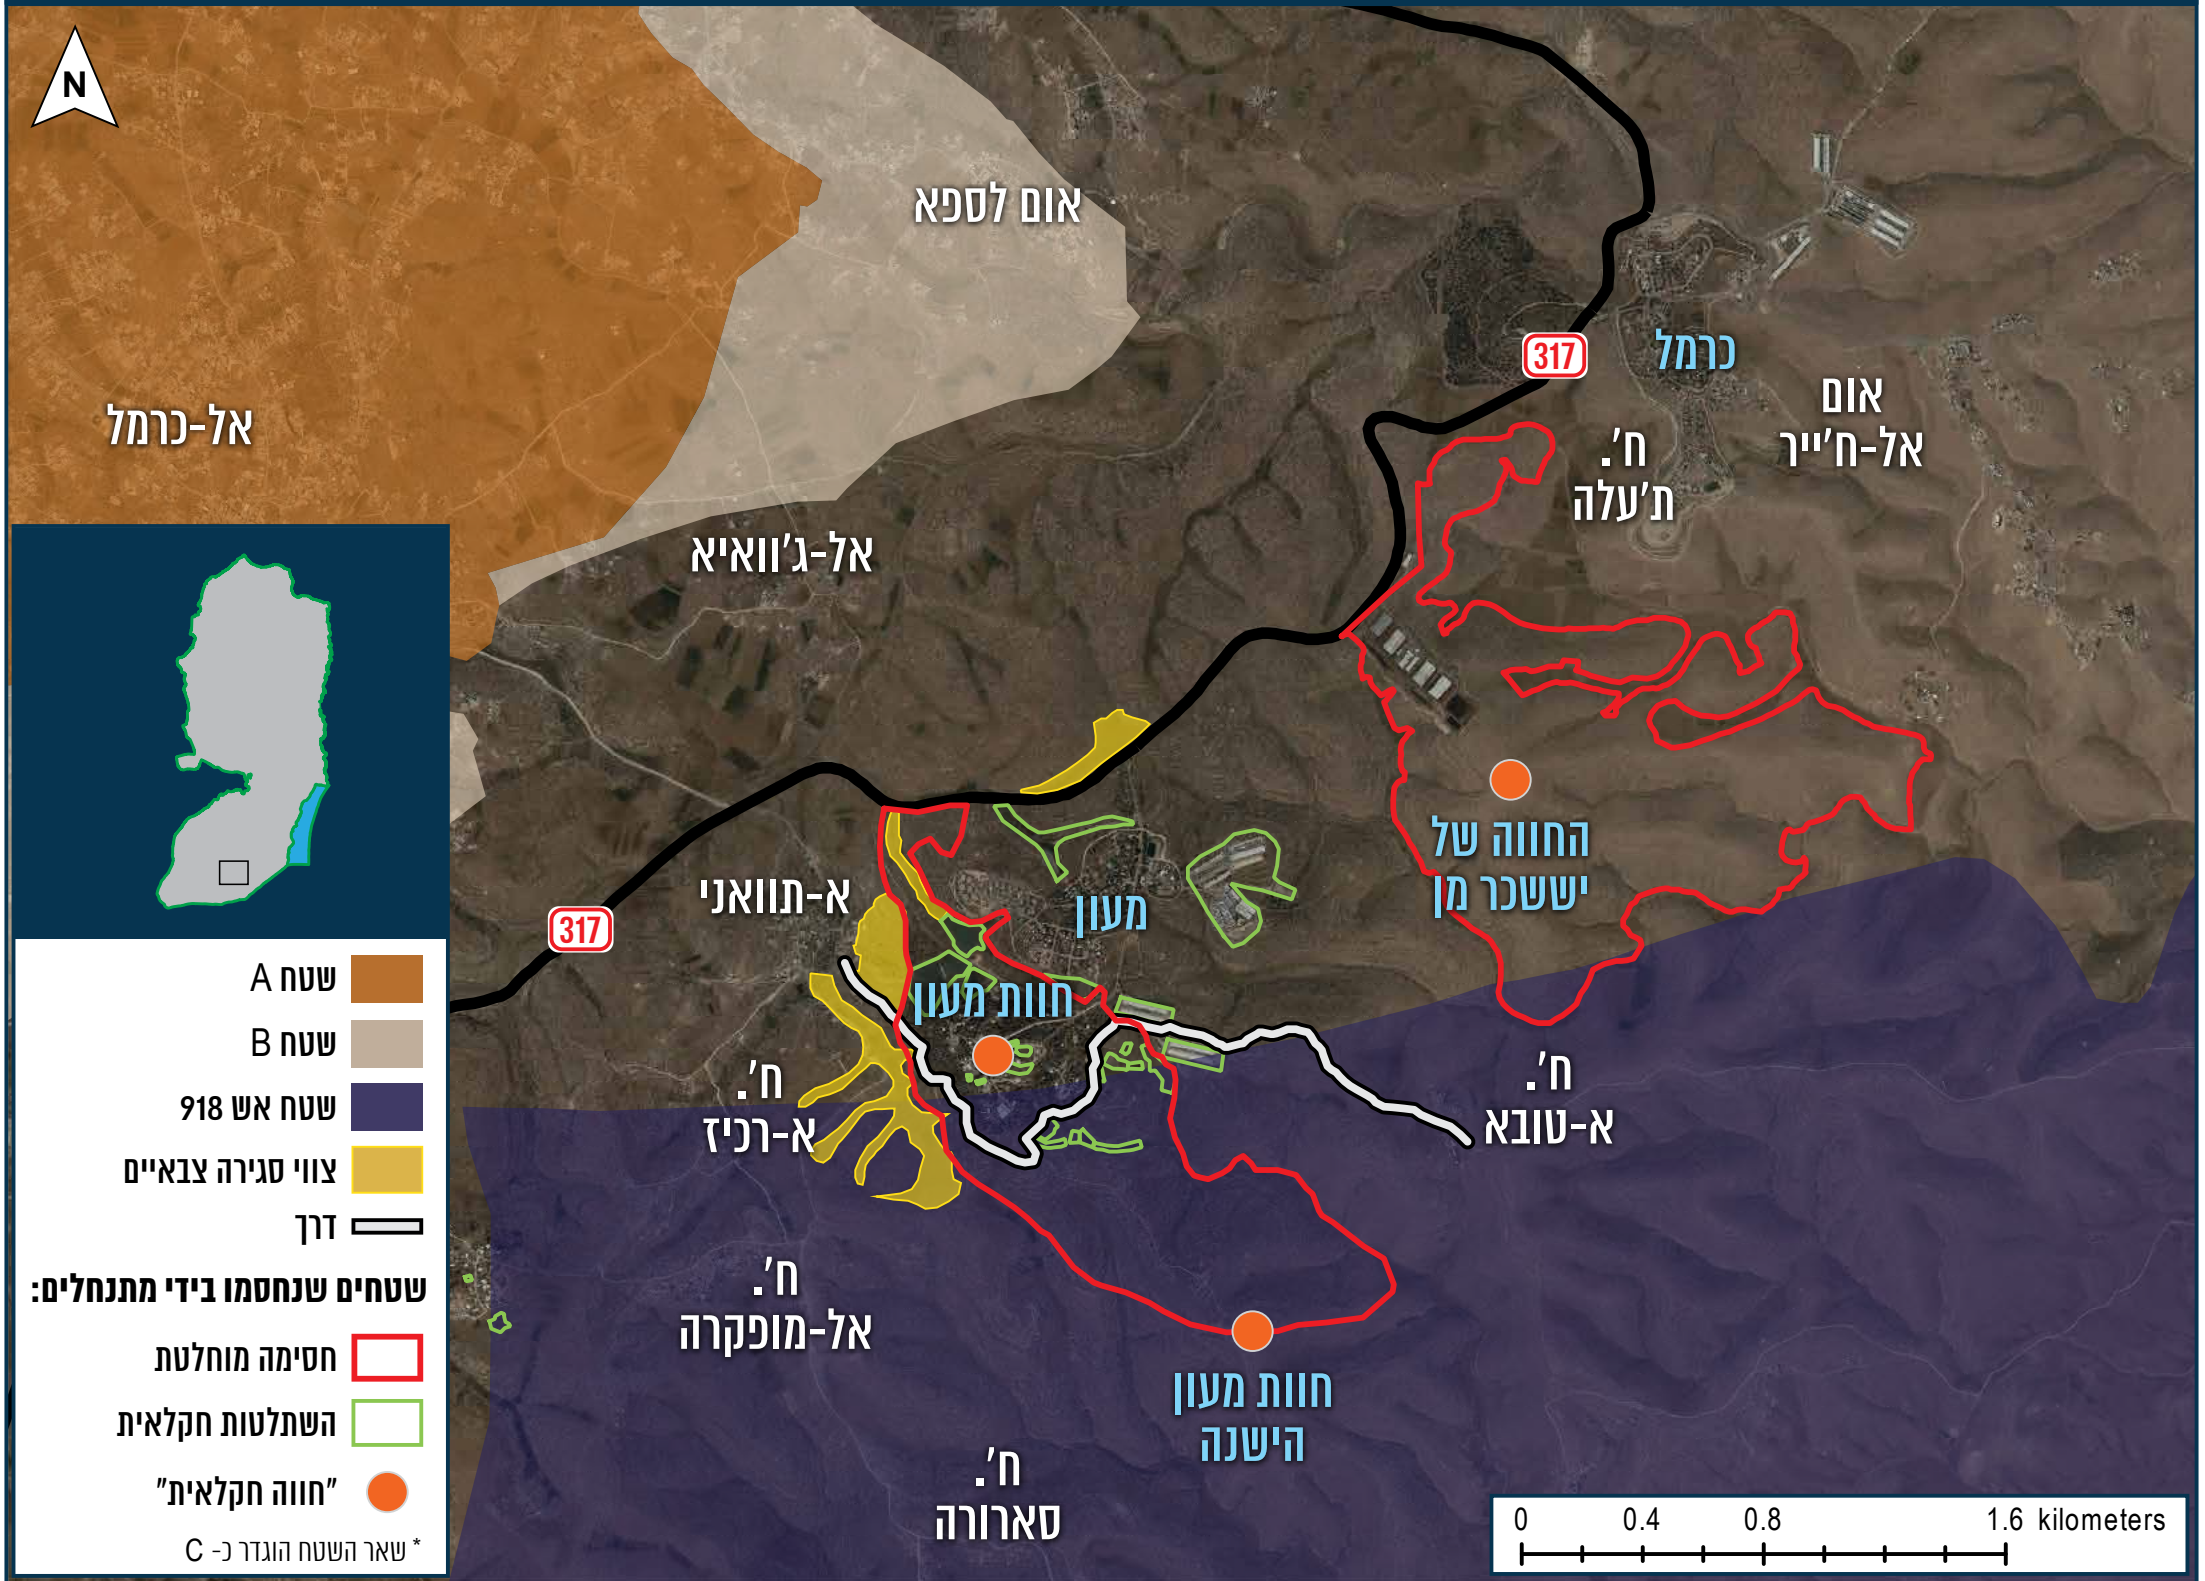 N
אום לספא
317
כרמל
אום
אל-ח'ייר
אל-כרמל
ח'.
ת'עלה
אל-ג'וואיא
החווה של
יששכר מן
א-תוואני
מעון
317
חוות מעון
ח'.
א-רכיז
ח'.
א-טובא
ח'.
אל-מופקרה
חוות מעון
הישנה
ח'.
סארורה
שטח A
שטח B
שטח אש 918
צווי סגירה צבאיים
דרך
שטחים שנחסמו בידי מתנחלים:
חסימה מוחלטת
השתלטות חקלאית
"חווה חקלאית"
* שאר השטח הוגדר כ- C
0 0.4 0.8 1.6 kilometers